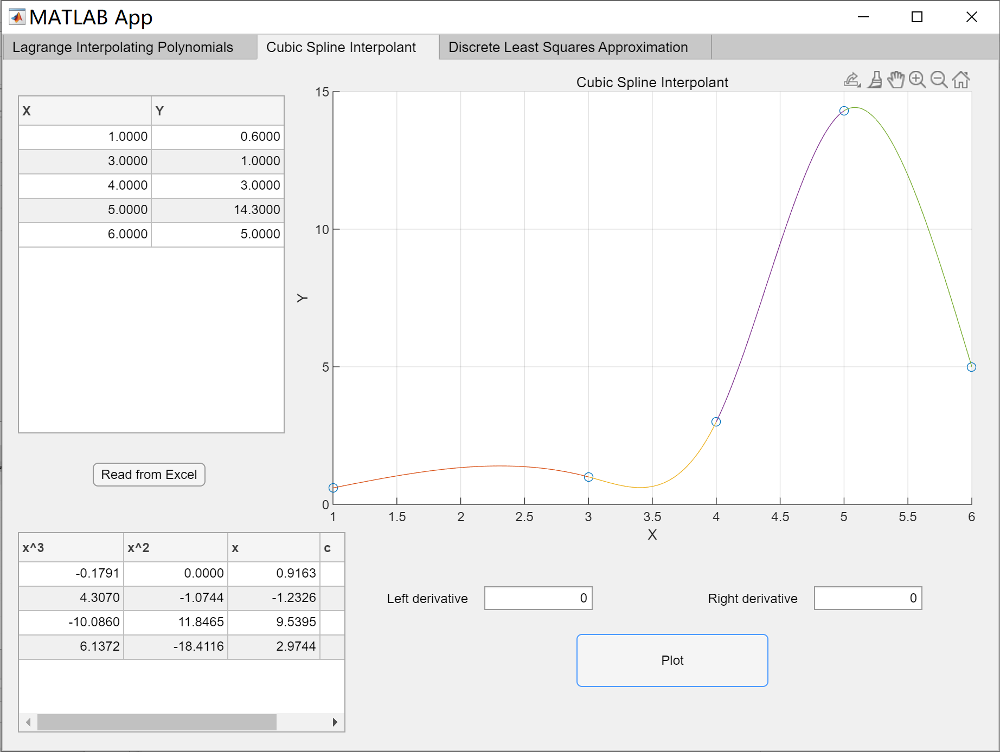 MATLAB App
Lagrange Interpolating Polynomials
Cubic Spline Interpolant
Discrete Least Squares Approximation
X Y
1.0000 0.6000
3.0000 1.0000
4.0000 3.0000
5.0000 14.3000
6.0000 5.0000
Read from Excel
Cubic Spline Interpolant
15
10
5
0
Y
1 1.5 2 2.5 3 3.5 4 4.5 5 5.5 6
X
x^3 x^2 x c
-0.1791 0.0000 0.9163
4.3070 -1.0744 -1.2326
-10.0860 11.8465 9.5395
6.1372 -18.4116 2.9744
Left derivative 0
Right derivative 0
Plot